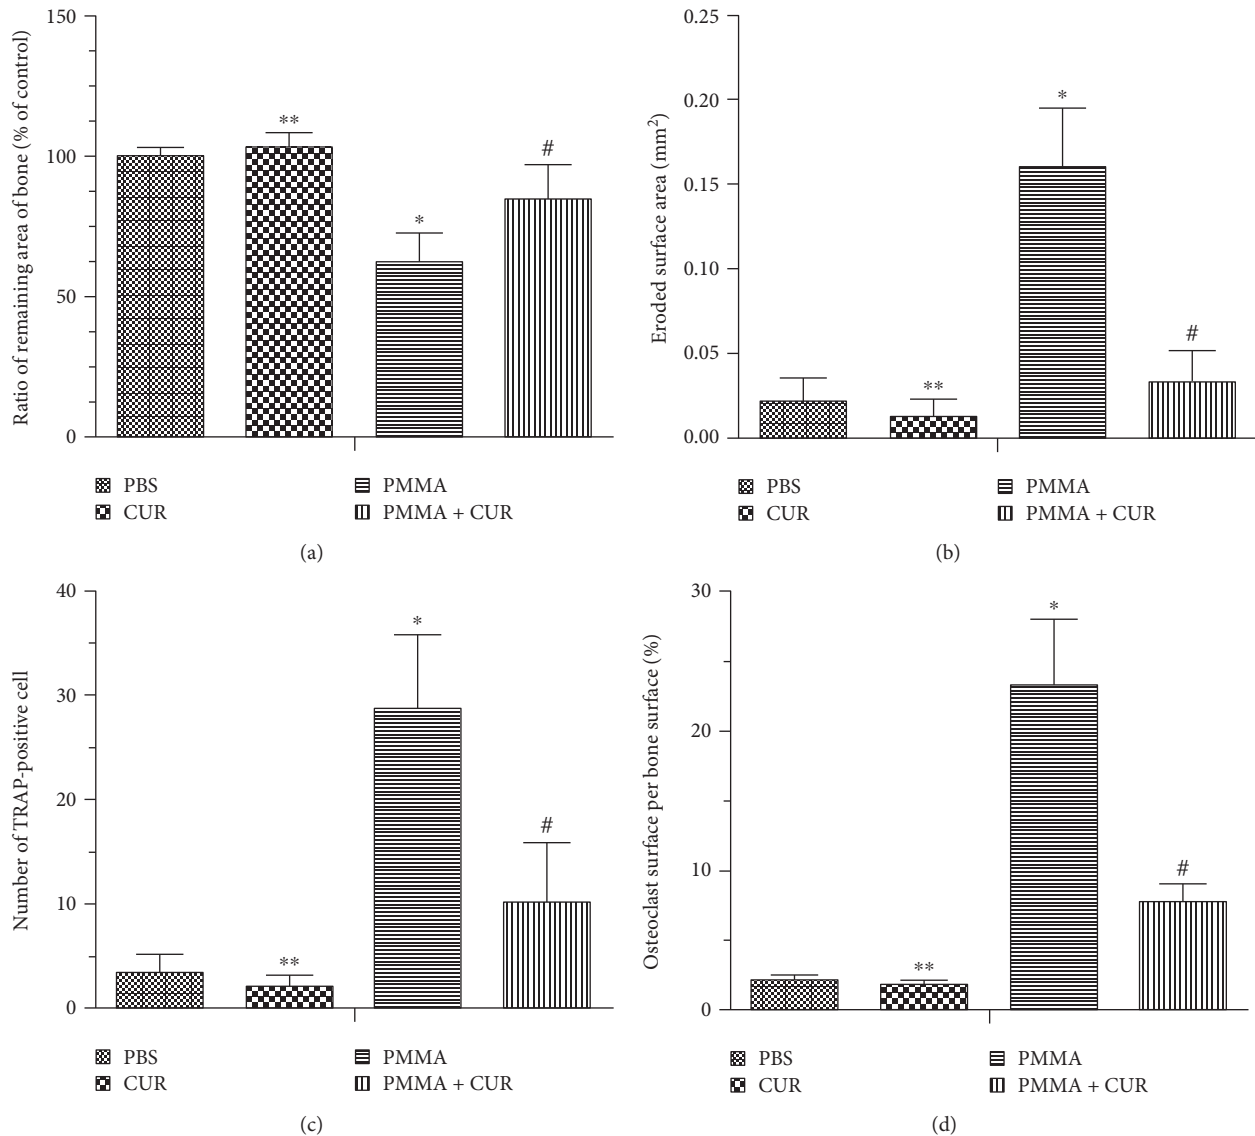 Ratio of remaining area of bone (% of control)
150
100
50
0
**
*
#
PBS
CUR
PMMA
PMMA + CUR
(a)
Eroded surface area (mm²)
0.25
0.20
0.15
0.10
0.05
0.00
**
*
#
PBS
CUR
PMMA
PMMA + CUR
(b)
Number of TRAP-positive cell
40
30
20
10
0
**
*
#
PBS
CUR
PMMA
PMMA + CUR
(c)
Osteoclast surface per bone surface (%)
30
20
10
0
**
*
#
PBS
CUR
PMMA
PMMA + CUR
(d)